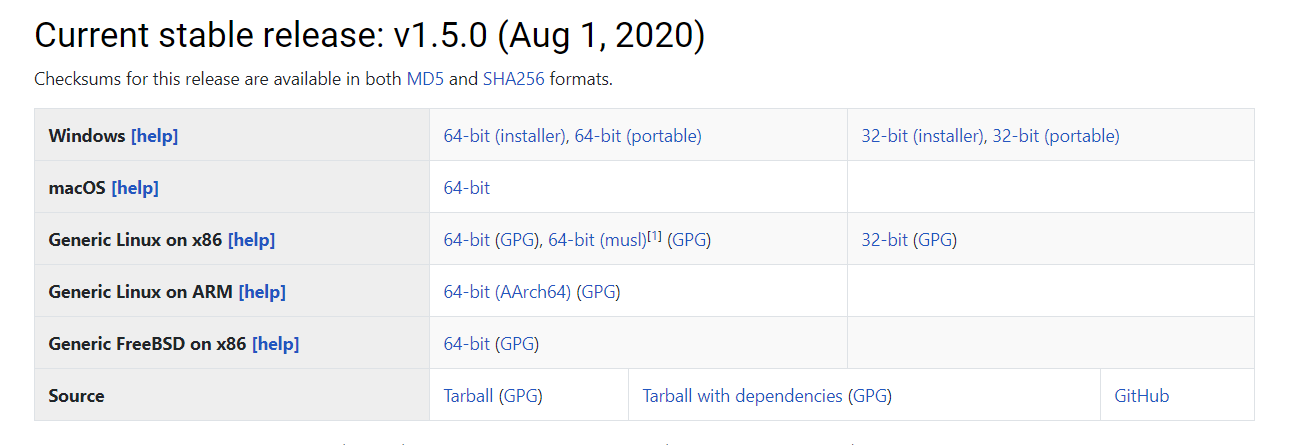 Current stable release: v1.5.0 (Aug 1, 2020)
Checksums for this release are available in both MD5 and SHA256 formats.
Windows [help] 64-bit (installer), 64-bit (portable) 32-bit (installer), 32-bit (portable)
macOS [help] 64-bit
Generic Linux on x86 [help] 64-bit (GPG), 64-bit (musl)[1] (GPG) 32-bit (GPG)
Generic Linux on ARM [help] 64-bit (AArch64) (GPG)
Generic FreeBSD on x86 [help] 64-bit (GPG)
Source Tarball (GPG) Tarball with dependencies (GPG) GitHub